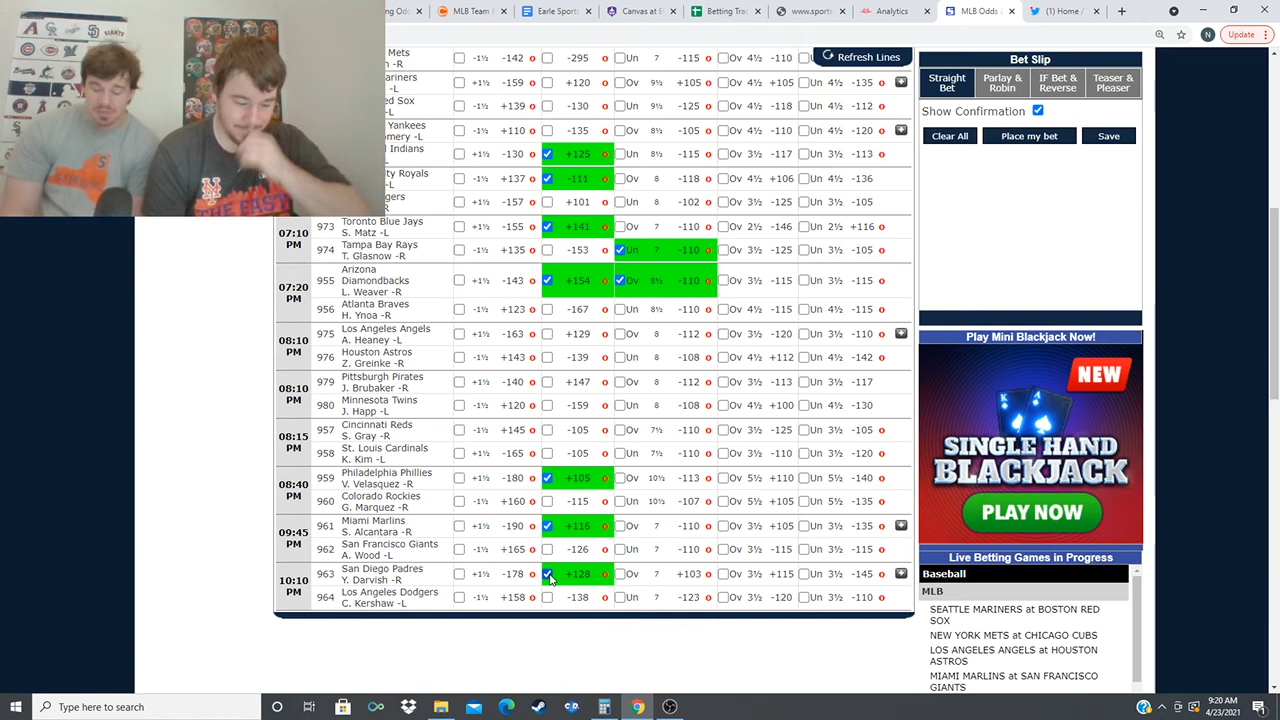 ng Odds
MLB Team
Earle Spec
Canvas at E
Betting Trac
www.sports
Analytics
MLB Odds
(1) Home /
N
Update
GIANTS
THE EAST
Mets - -R -1½ -142 o -295 o Un 7 -115 o Ov 4½ -110
Refresh Lines
ariners -L +1½ -159 o +120 o Ov 9½ +105 o Ov 4½ +105 o Un 4½ -135 o
ed Sox -L -1½ +139 o -130 o Un 9½ -125 o Ov 4½ -118 o Un 4½ -112 o
Yankees omery -L -1½ +110 o -135 o Ov 8½ -105 o Ov 4½ -110 o Un 4½ -120 o
Indians -L +1½ -130 o +125 o Un 8½ -115 o Ov 4½ -117 o Un 3½ -113 o
ty Royals -L -1½ +137 o -111 o Ov 8 -118 o Ov 4½ +106 o Un 4½ -136
gers R +1½ -157 o +101 o Un 8 -102 o Ov 3½ -125 o Un 3½ -105
07:10 PM
973 Toronto Blue Jays S. Matz -L +1½ -155 o +141 o Ov 7 -110 o Ov 2½ -146 o Un 2½ +116 o
974 Tampa Bay Rays T. Glasnow -R -1½ +135 o -153 o Un 7 -110 o Ov 3½ -125 o Un 3½ -105 o
07:20 PM
955 Arizona Diamondbacks L. Weaver -R +1½ -143 o +154 o Ov 8½ -110 o Ov 3½ -115 o Un 3½ -115 o
956 Atlanta Braves H. Ynoa -R -1½ +123 o -167 o Un 8½ -110 o Ov 4½ -115 o Un 4½ -115 o
08:10 PM
975 Los Angeles Angels A. Heaney -L +1½ -163 o +129 o Ov 8 -112 o Ov 3½ -120 o Un 3½ -110 o
976 Houston Astros Z. Greinke -R -1½ +143 o -139 o Un 8 -108 o Ov 4½ +112 o Un 4½ -142 o
08:10 PM
979 Pittsburgh Pirates J. Brubaker -R +1½ -140 o +147 o Ov 8 -112 o Ov 3½ -113 o Un 3½ -117
980 Minnesota Twins J. Happ -L -1½ +120 o -159 o Un 8 -108 o Ov 4½ +100 o Un 4½ -130
08:15 PM
957 Cincinnati Reds S. Gray -R -1½ +145 o -105 o Ov 7½ -110 o Ov 3½ -125 o Un 3½ -105 o
958 St. Louis Cardinals K. Kim -L +1½ -165 o -105 o Un 7½ -110 o Ov 3½ -110 o Un 3½ -120 o
08:40 PM
959 Philadelphia Phillies V. Velasquez -R +1½ -180 o +105 o Ov 10½ -113 o Ov 5½ +110 o Un 5½ -140 o
960 Colorado Rockies G. Marquez -R -1½ +160 o -115 o Un 10½ -107 o Ov 5½ +105 o Un 5½ -135 o
09:45 PM
961 Miami Marlins S. Alcantara -R +1½ -190 o +116 o Ov 7 -110 o Ov 3½ +105 o Un 3½ -135 o
962 San Francisco Giants A. Wood -L -1½ +165 o -126 o Un 7 -110 o Ov 3½ -115 o Un 3½ -115 o
10:10 PM
963 San Diego Padres Y. Darvish -R +1½ -178 o +128 o Ov +103 o Ov 3½ +115 o Un 3½ -145 o
964 Los Angeles Dodgers C. Kershaw -L -1½ +158 o -138 o Un 7 -123 o Ov 3½ -120 o Un 3½ -110 o
Bet Slip
Straight Bet
Parlay & Robin
IF Bet & Reverse
Teaser & Pleaser
Show Confirmation
Clear All
Place my bet
Save
Play Mini Blackjack Now!
NEW
K
A
SINGLE HAND
BLACKJACK
PLAY NOW
Live Betting Games in Progress
Baseball
MLB
SEATTLE MARINERS at BOSTON RED SOX
NEW YORK METS at CHICAGO CUBS
LOS ANGELES ANGELS at HOUSTON ASTROS
MIAMI MARLINS at SAN FRANCISCO GIANTS
Type here to search
9:20 AM
4/23/2021